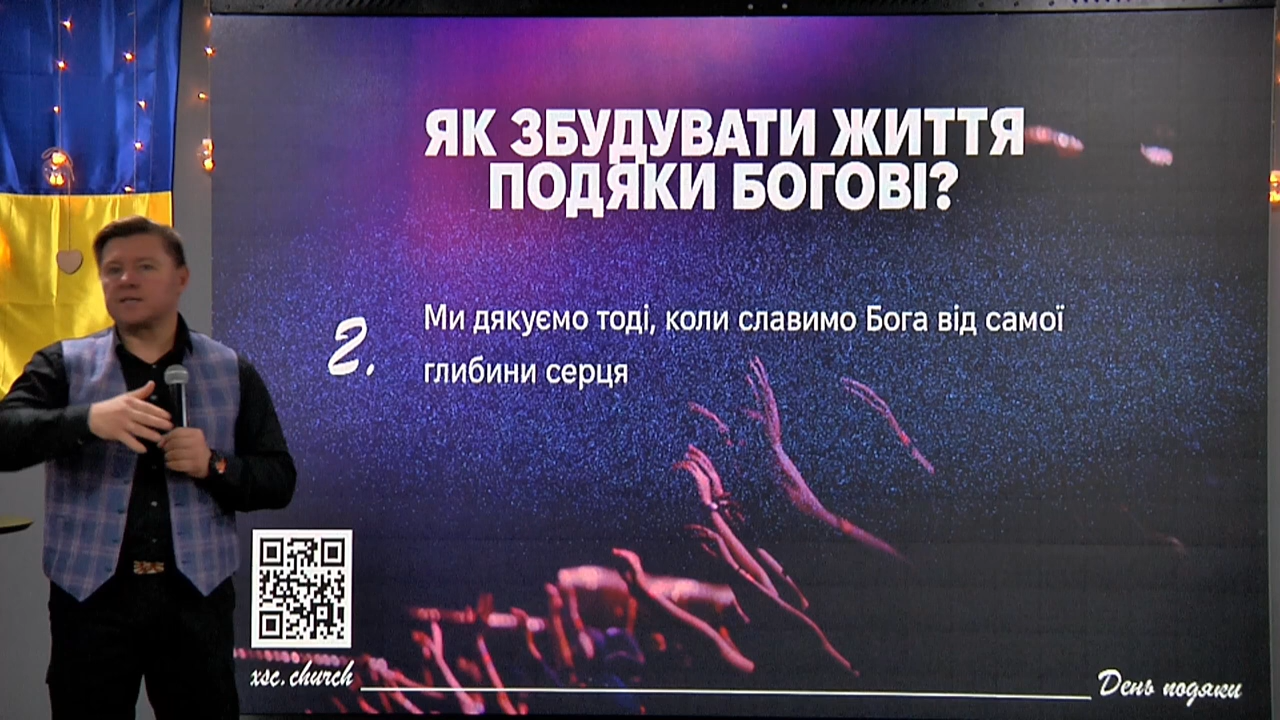 ЯК ЗБУДУВАТИ ЖИТТЯ
ПОДЯКИ БОГОВІ?
2. Ми дякуємо тоді, коли славимо Бога від самої
глибини серця
xsc.church
День подяки